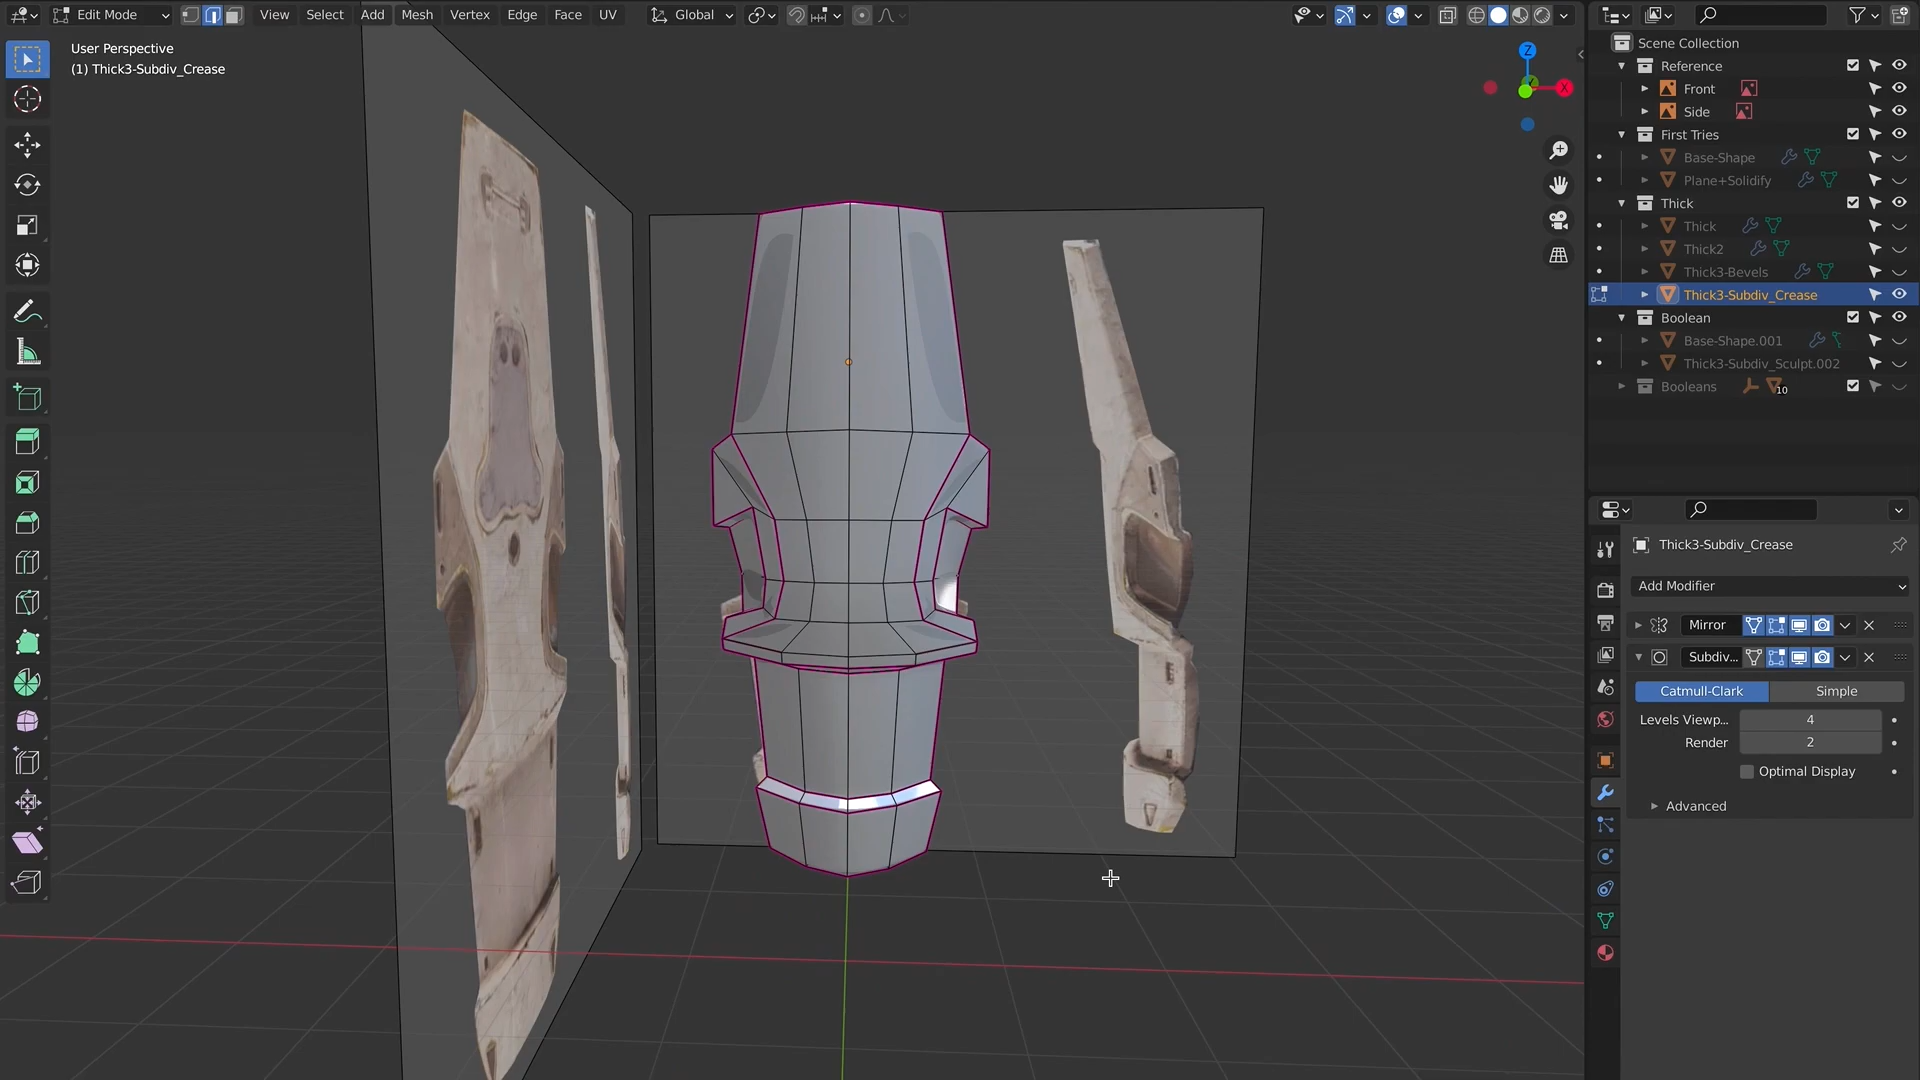 Edit Mode View Select Add Mesh Vertex Edge Face UV Global
User Perspective
(1) Thick3-Subdiv_Crease
Z
X
Scene Collection
Reference
Front
Side
First Tries
Base-Shape
Plane+Solidify
Thick
Thick
Thick2
Thick3-Bevels
Thick3-Subdiv_Crease
Boolean
Base-Shape.001
Thick3-Subdiv_Sculpt.002
Booleans 10
Thick3-Subdiv_Crease
Add Modifier
Mirror
Subdiv...
Catmull-Clark Simple
Levels Viewp... 4
Render 2
Optimal Display
Advanced